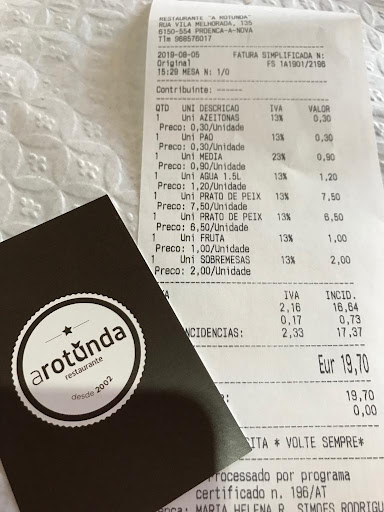 RESTAURANTE "A ROTUNDA"
RUA VILA MELHORADA, 135
6150-554 PROENCA-A-NOVA
Tlm 966576017
2019-08-05 FATURA SIMPLIFICADA N:
Original FS 1A1901/2196
15:29 MESA N: 1/0
Contribuinte: ------
QTD UNI DESCRICAO IVA VALOR
1 Uni AZEITONAS 13% 0,30
Preco: 0,30/Unidade
1 Uni PAO 13% 0,30
Preco: 0,30/Unidade
1 Uni MEDIA 23% 0,90
Preco: 0,90/Unidade
1 Uni AGUA 1.5L 13% 1,20
Preco: 1,20/Unidade
1 Uni PRATO DE PEIX 13% 7,50
Preco: 7,50/Unidade
1 Uni PRATO DE PEIX 13% 6,50
Preco: 6,50/Unidade
1 Uni FRUTA 13% 1,00
Preco: 1,00/Unidade
1 Uni SOBREMESAS 13% 2,00
Preco: 2,00/Unidade
IVA INCID.
2,16 16,64
0,17 0,73
INCIDENCIAS: 2,33 17,37
Eur 19,70
19,70
0,00
SITA * VOLTE SEMPRE*
Processado por programa
certificado n. 196/AT
MARIA HELENA R. SIMOES RODRIGU
arotunda
restaurante
desde 2002